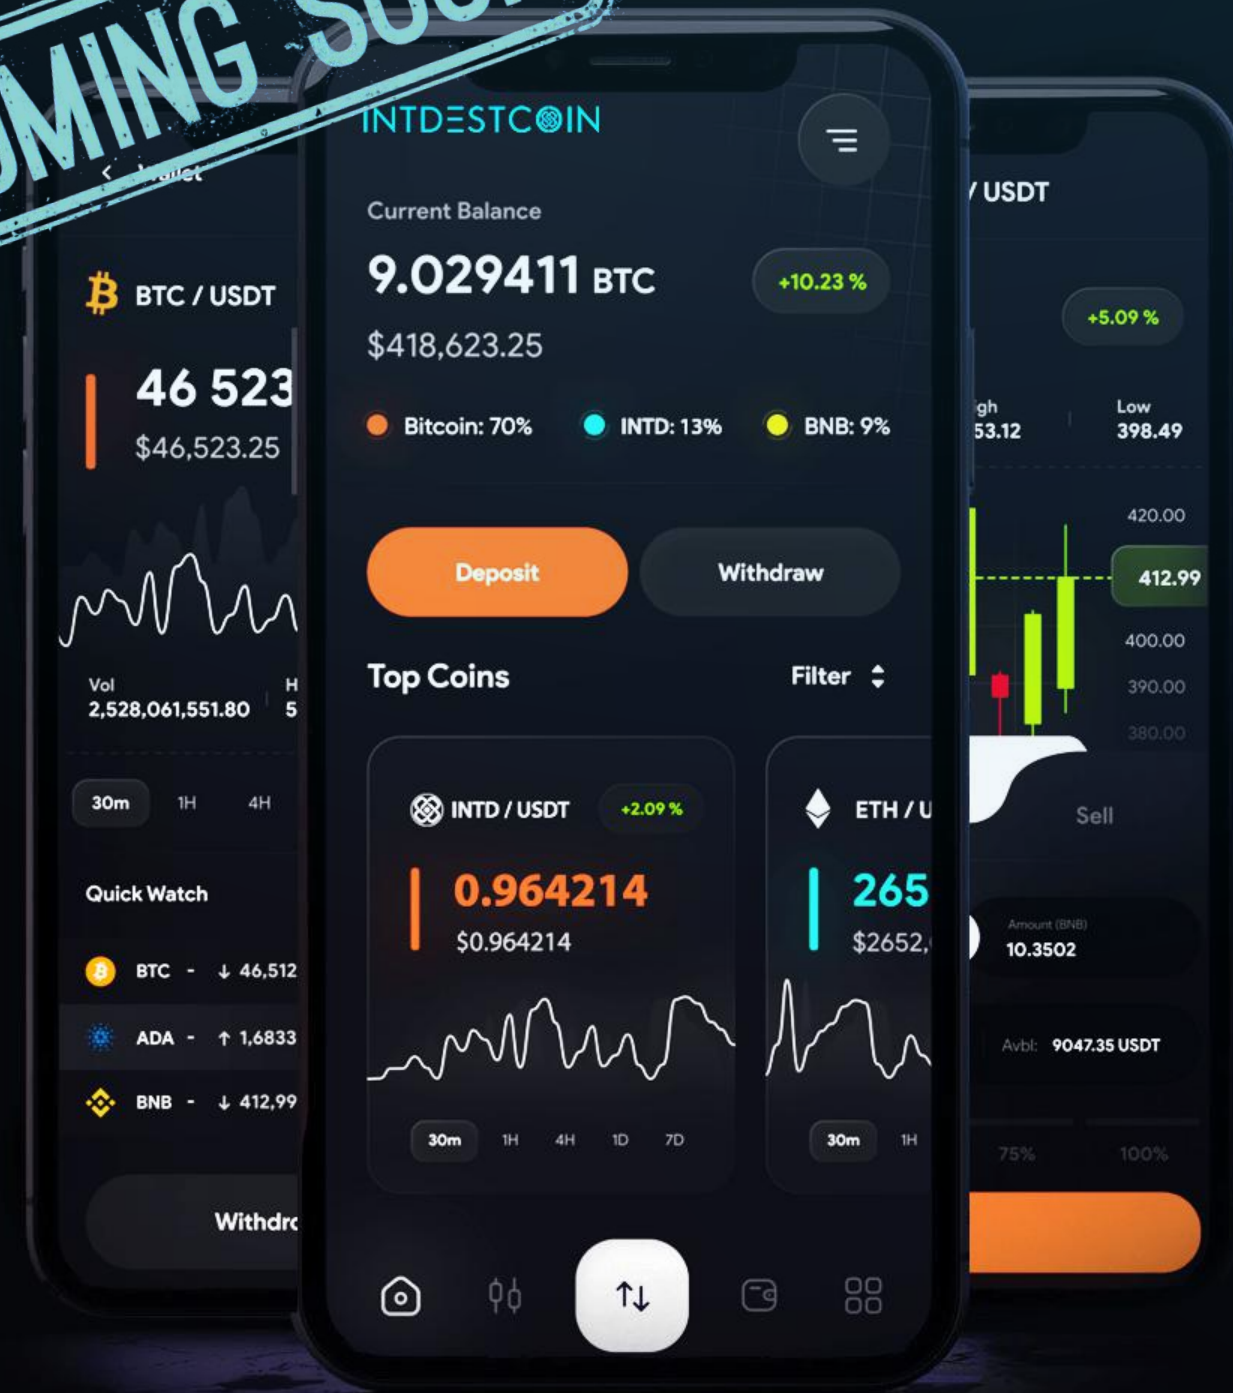 INTDESTCOIN
Current Balance
9.029411 BTC
+10.23 %
$418,623.25
Bitcoin: 70%
INTD: 13%
BNB: 9%
Deposit
Withdraw
Top Coins
Filter
INTD / USDT
+2.09 %
0.964214
$0.964214
30m 1H 4H 1D 7D
ETH / U
265
$2652,
30m 1H
BTC / USDT
46 523
$46,523.25
Vol
2,528,061,551.80
H
5
30m 1H 4H
Quick Watch
BTC - ↓ 46,512
ADA - ↑ 1,6833
BNB - ↓ 412,99
/ USDT
+5.09 %
53.12
Low
398.49
420.00
412.99
400.00
390.00
380.00
Sell
Amount (BNB)
10.3502
Avbl: 9047.35 USDT
75% 100%